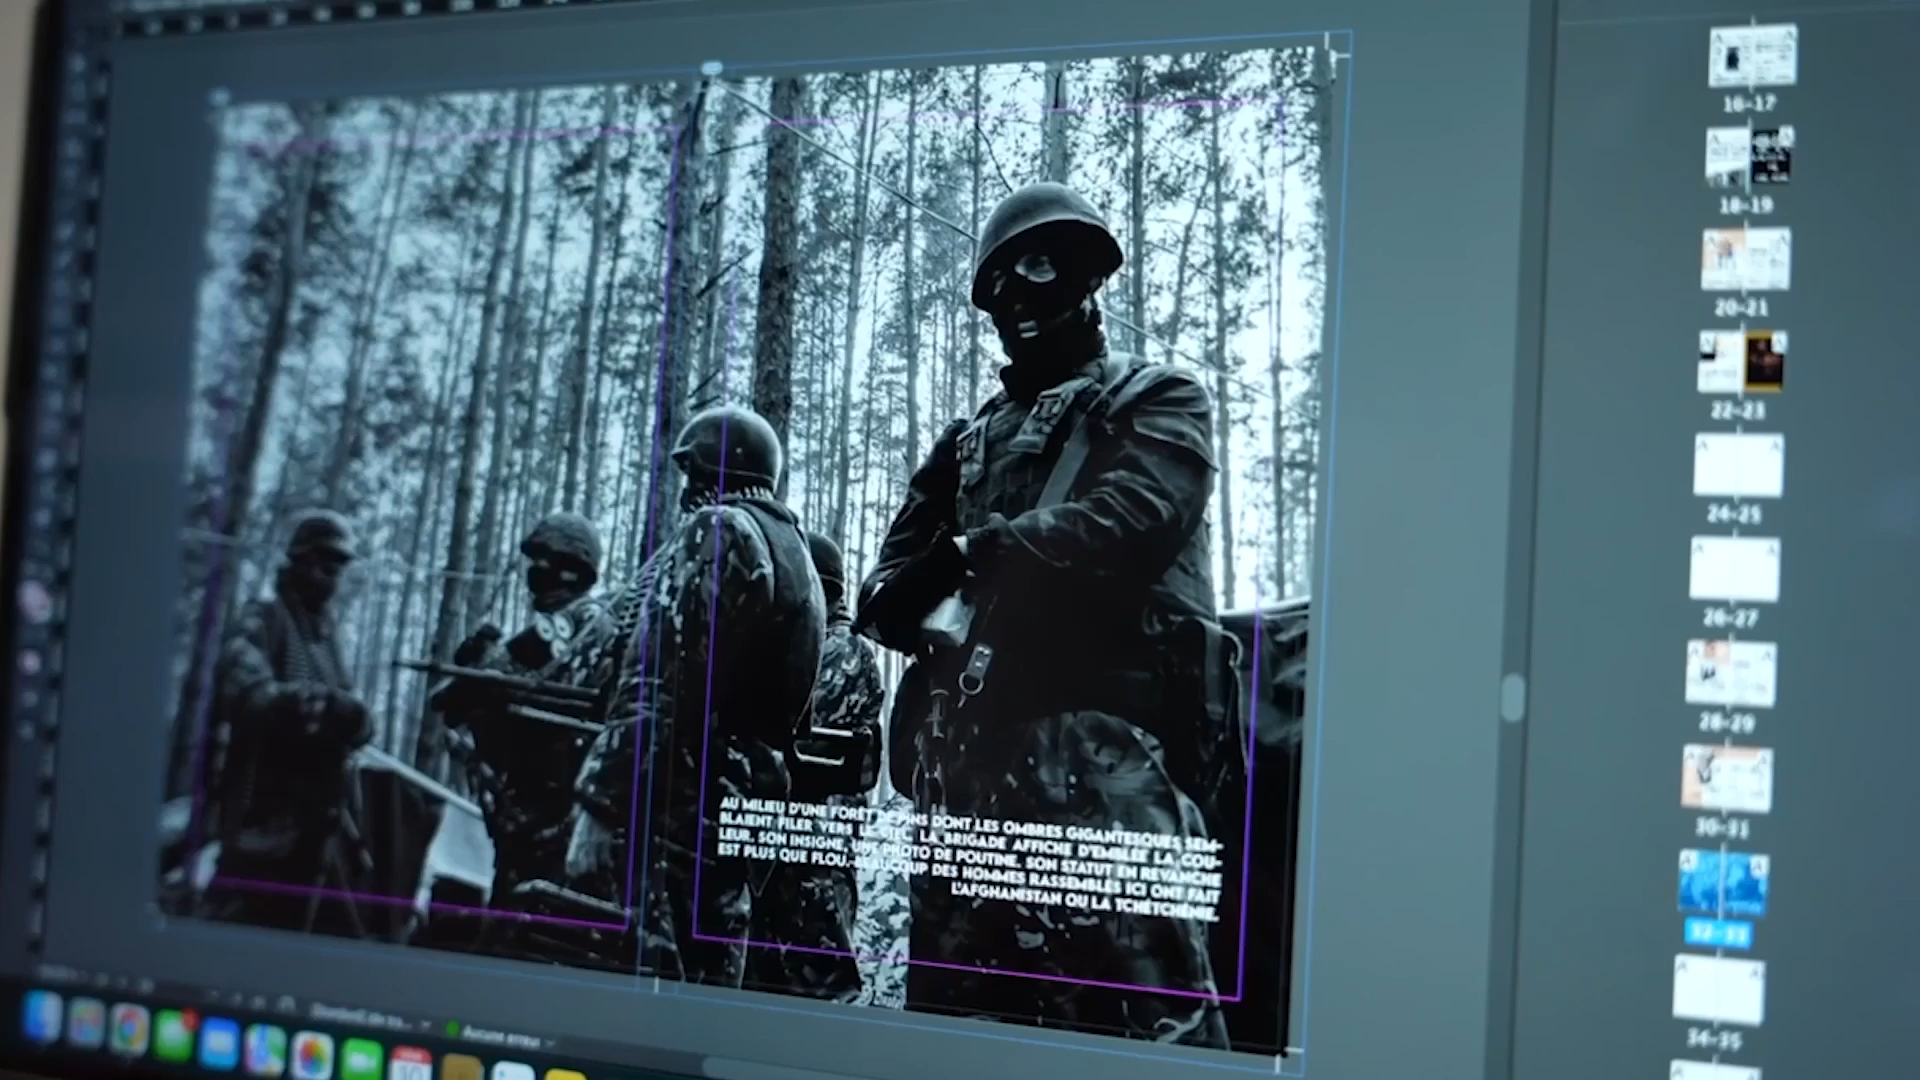 AU MILIEU D'UNE FORÊT DE PINS DONT LES OMBRES GIGANTESQUES SEM-
BLAIENT FILER VERS LE CIEL, LA BRIGADE AFFICHE D'EMBLÉE LA COU-
LEUR. SON INSIGNE, UNE PHOTO DE POUTINE. SON STATUT EN REVANCHE
EST PLUS QUE FLOU. BEAUCOUP DES HOMMES RASSEMBLÉS ICI ONT FAIT
L'AFGHANISTAN OU LA TCHÉTCHÉNIE.
16-17
18-19
20-21
22-23
24-25
26-27
28-29
30-31
32-33
34-35